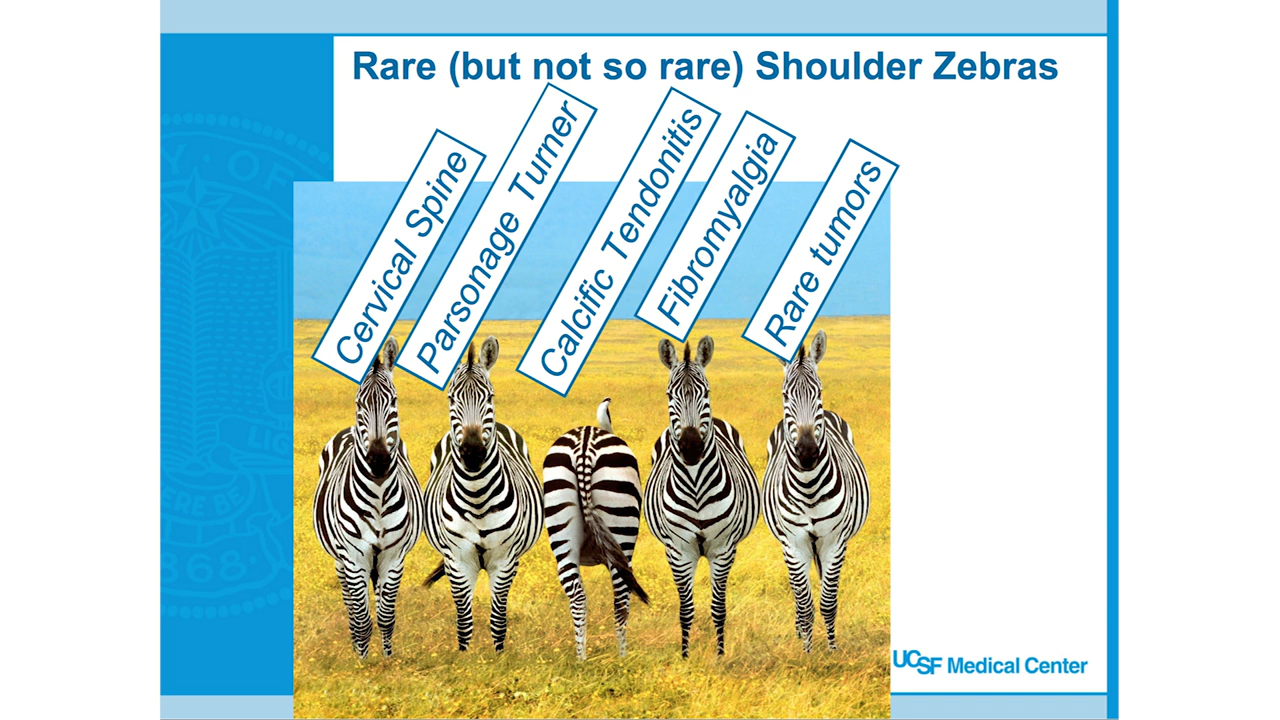 Rare (but not so rare) Shoulder Zebras
Cervical Spine
Parsonage Turner
Calcific Tendonitis
Fibromyalgia
Rare tumors
UCSF Medical Center